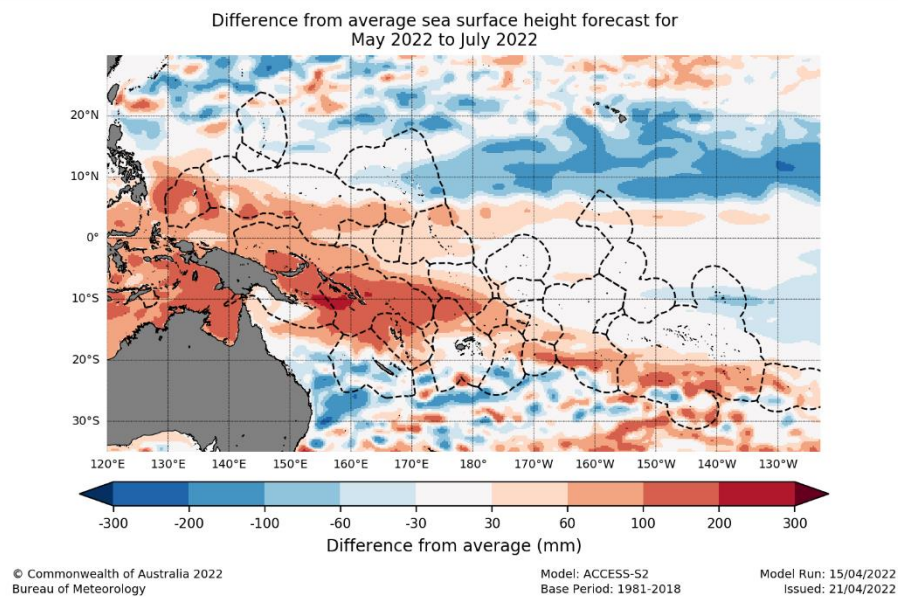 Difference from average sea surface height forecast for
May 2022 to July 2022
20°N
10°N
0°
10°S
20°S
30°S
120°E 130°E 140°E 150°E 160°E 170°E 180° 170°W 160°W 150°W 140°W 130°W
-300 -200 -100 -60 -30 30 60 100 200 300
Difference from average (mm)
© Commonwealth of Australia 2022
Bureau of Meteorology
Model: ACCESS-S2
Base Period: 1981-2018
Model Run: 15/04/2022
Issued: 21/04/2022